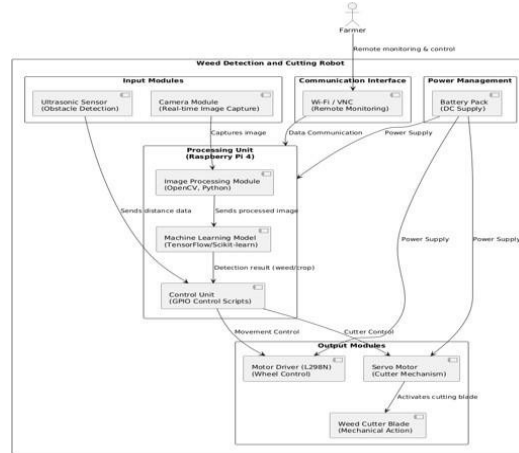 Farmer
Remote monitoring & control
Weed Detection and Cutting Robot
Input Modules
Communication Interface
Power Management
Ultrasonic Sensor
(Obstacle Detection)
Camera Module
(Real-time Image Capture)
Wi-Fi / VNC
(Remote Monitoring)
Battery Pack
(DC Supply)
Captures image
Data Communication
Power Supply
Processing Unit
(Raspberry Pi 4)
Image Processing Module
(OpenCV, Python)
Sends distance data
Sends processed image
Machine Learning Model
(TensorFlow/Scikit-learn)
Power Supply
Power Supply
Detection result (weed/crop)
Control Unit
(GPIO Control Scripts)
Movement Control
Cutter Control
Output Modules
Motor Driver (L298N)
(Wheel Control)
Servo Motor
(Cutter Mechanism)
Activates cutting blade
Weed Cutter Blade
(Mechanical Action)